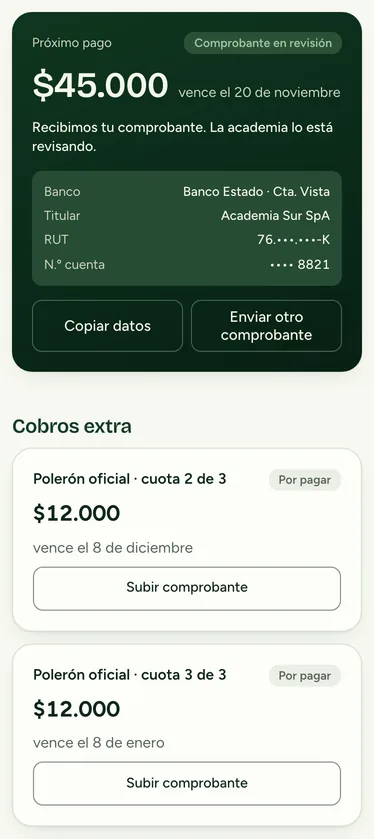 Próximo pago
Comprobante en revisión
$45.000 vence el 20 de noviembre
Recibimos tu comprobante. La academia lo está
revisando.
Banco
Banco Estado · Cta. Vista
Titular
Academia Sur SpA
RUT
76.•••.•••-K
N.º cuenta
•••• 8821
Copiar datos
Enviar otro
comprobante
Cobros extra
Polerón oficial · cuota 2 de 3
Por pagar
$12.000
vence el 8 de diciembre
Subir comprobante
Polerón oficial · cuota 3 de 3
Por pagar
$12.000
vence el 8 de enero
Subir comprobante